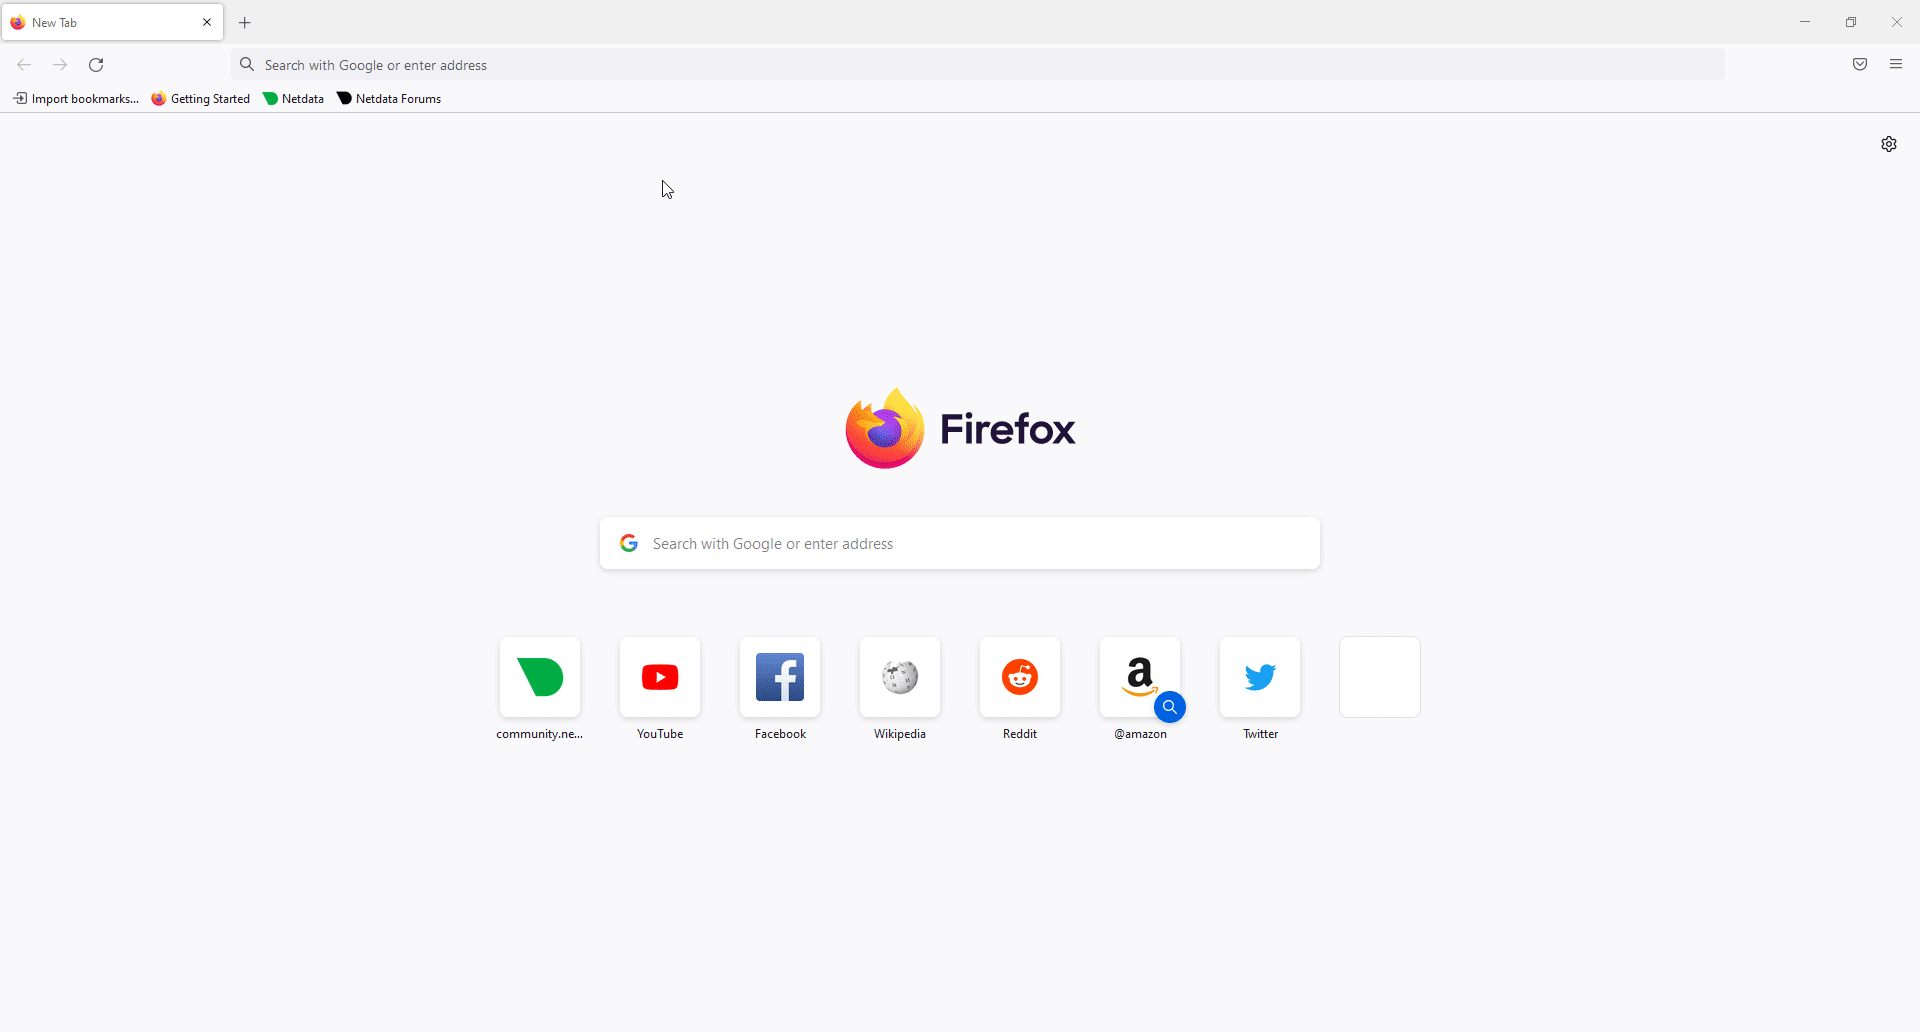 New Tab
Search with Google or enter address
Import bookmarks... Getting Started Netdata Netdata Forums
Firefox
Search with Google or enter address
community.ne... YouTube Facebook Wikipedia Reddit @amazon Twitter